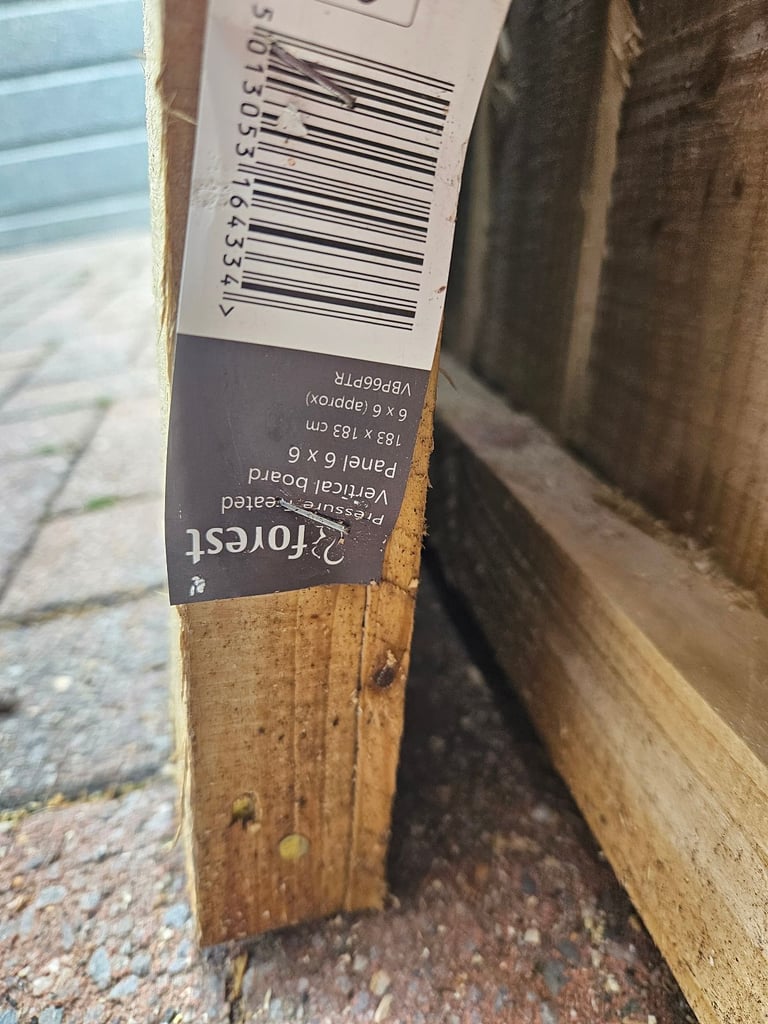 forest
Pressure Treated
Vertical board
Panel 6 x 6
183 x 183 cm
6 x 6 (approx)
VBP66PTR
5 013053 164334 >